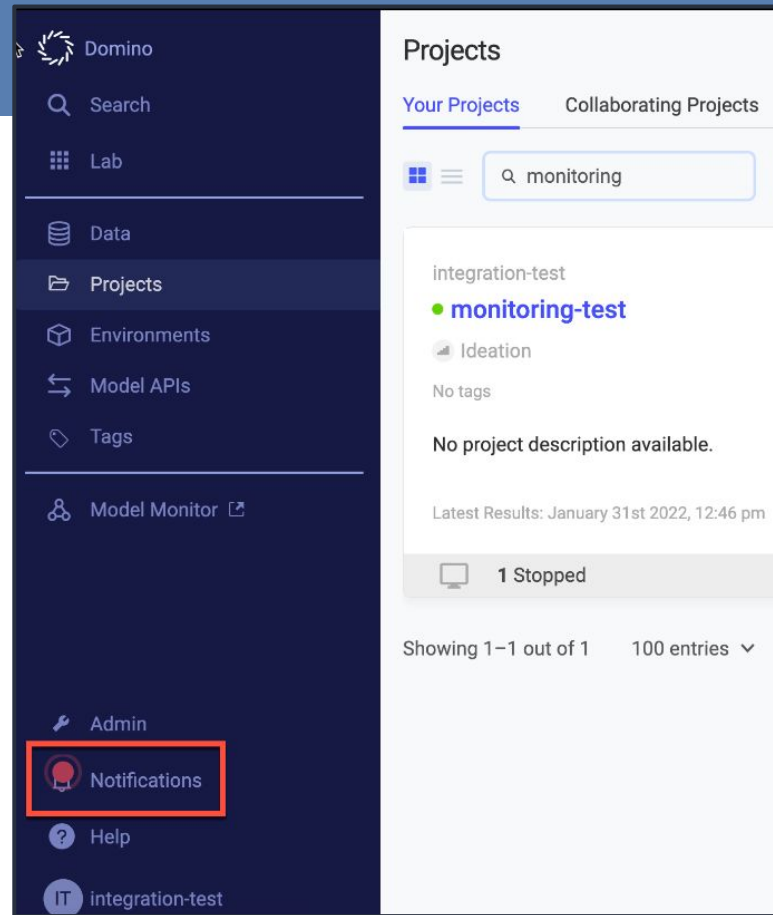 Domino
Search
Lab
Data
Projects
Environments
Model APIs
Tags
Model Monitor
Admin
Notifications
Help
IT integration-test
Projects
Your Projects Collaborating Projects
monitoring
integration-test
monitoring-test
Ideation
No tags
No project description available.
Latest Results: January 31st 2022, 12:46 pm
1 Stopped
Showing 1–1 out of 1 100 entries